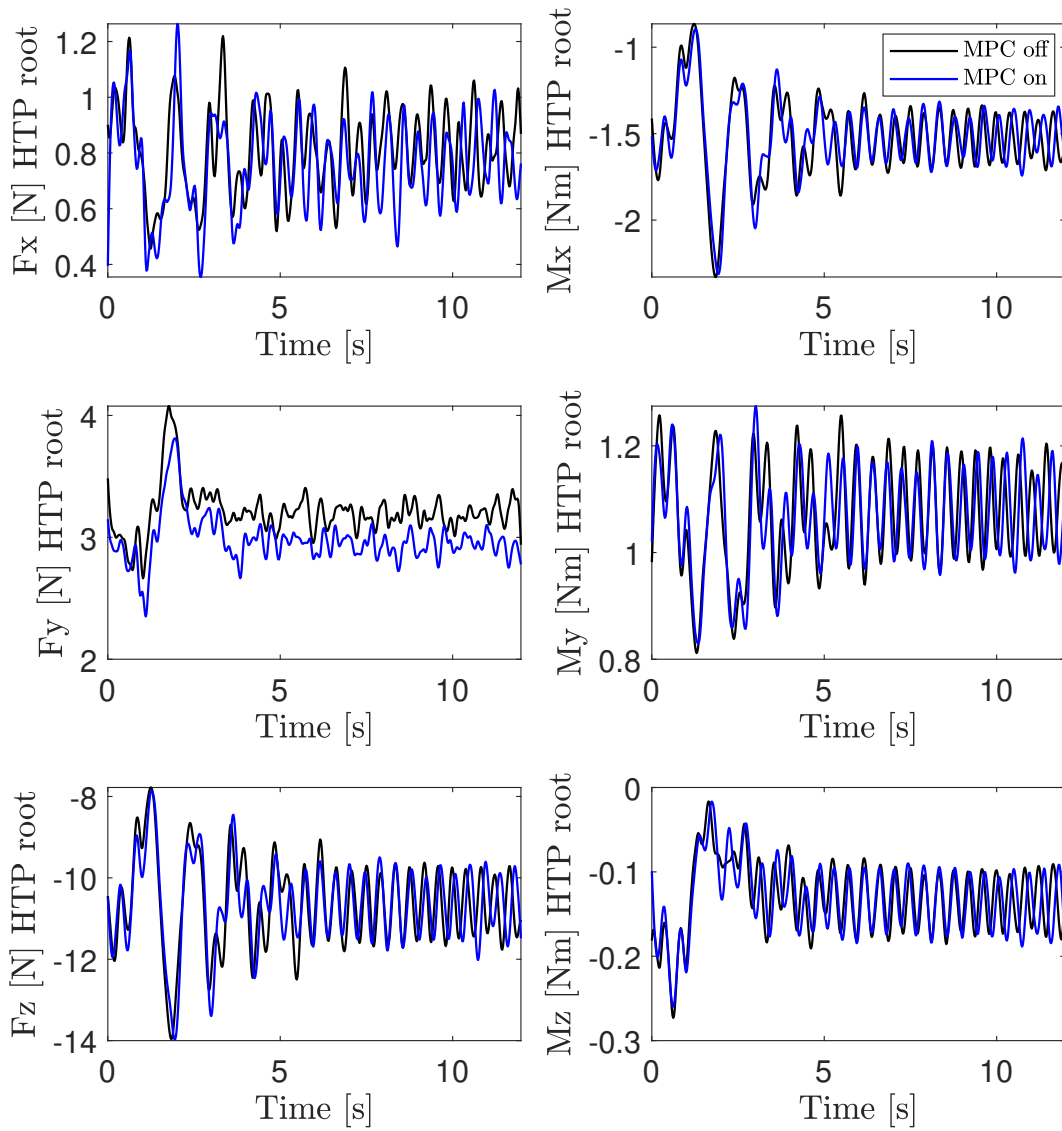 Fx [N] HTP root
1.2
1
0.8
0.6
0.4
0
5
10
Time [s]
Mx [Nm] HTP root
-1
-1.5
-2
0
5
10
Time [s]
MPC off
MPC on
Fy [N] HTP root
4
3
2
0
5
10
Time [s]
My [Nm] HTP root
1.2
1
0.8
0
5
10
Time [s]
Fz [N] HTP root
-8
-10
-12
-14
0
5
10
Time [s]
Mz [Nm] HTP root
0
-0.1
-0.2
-0.3
0
5
10
Time [s]